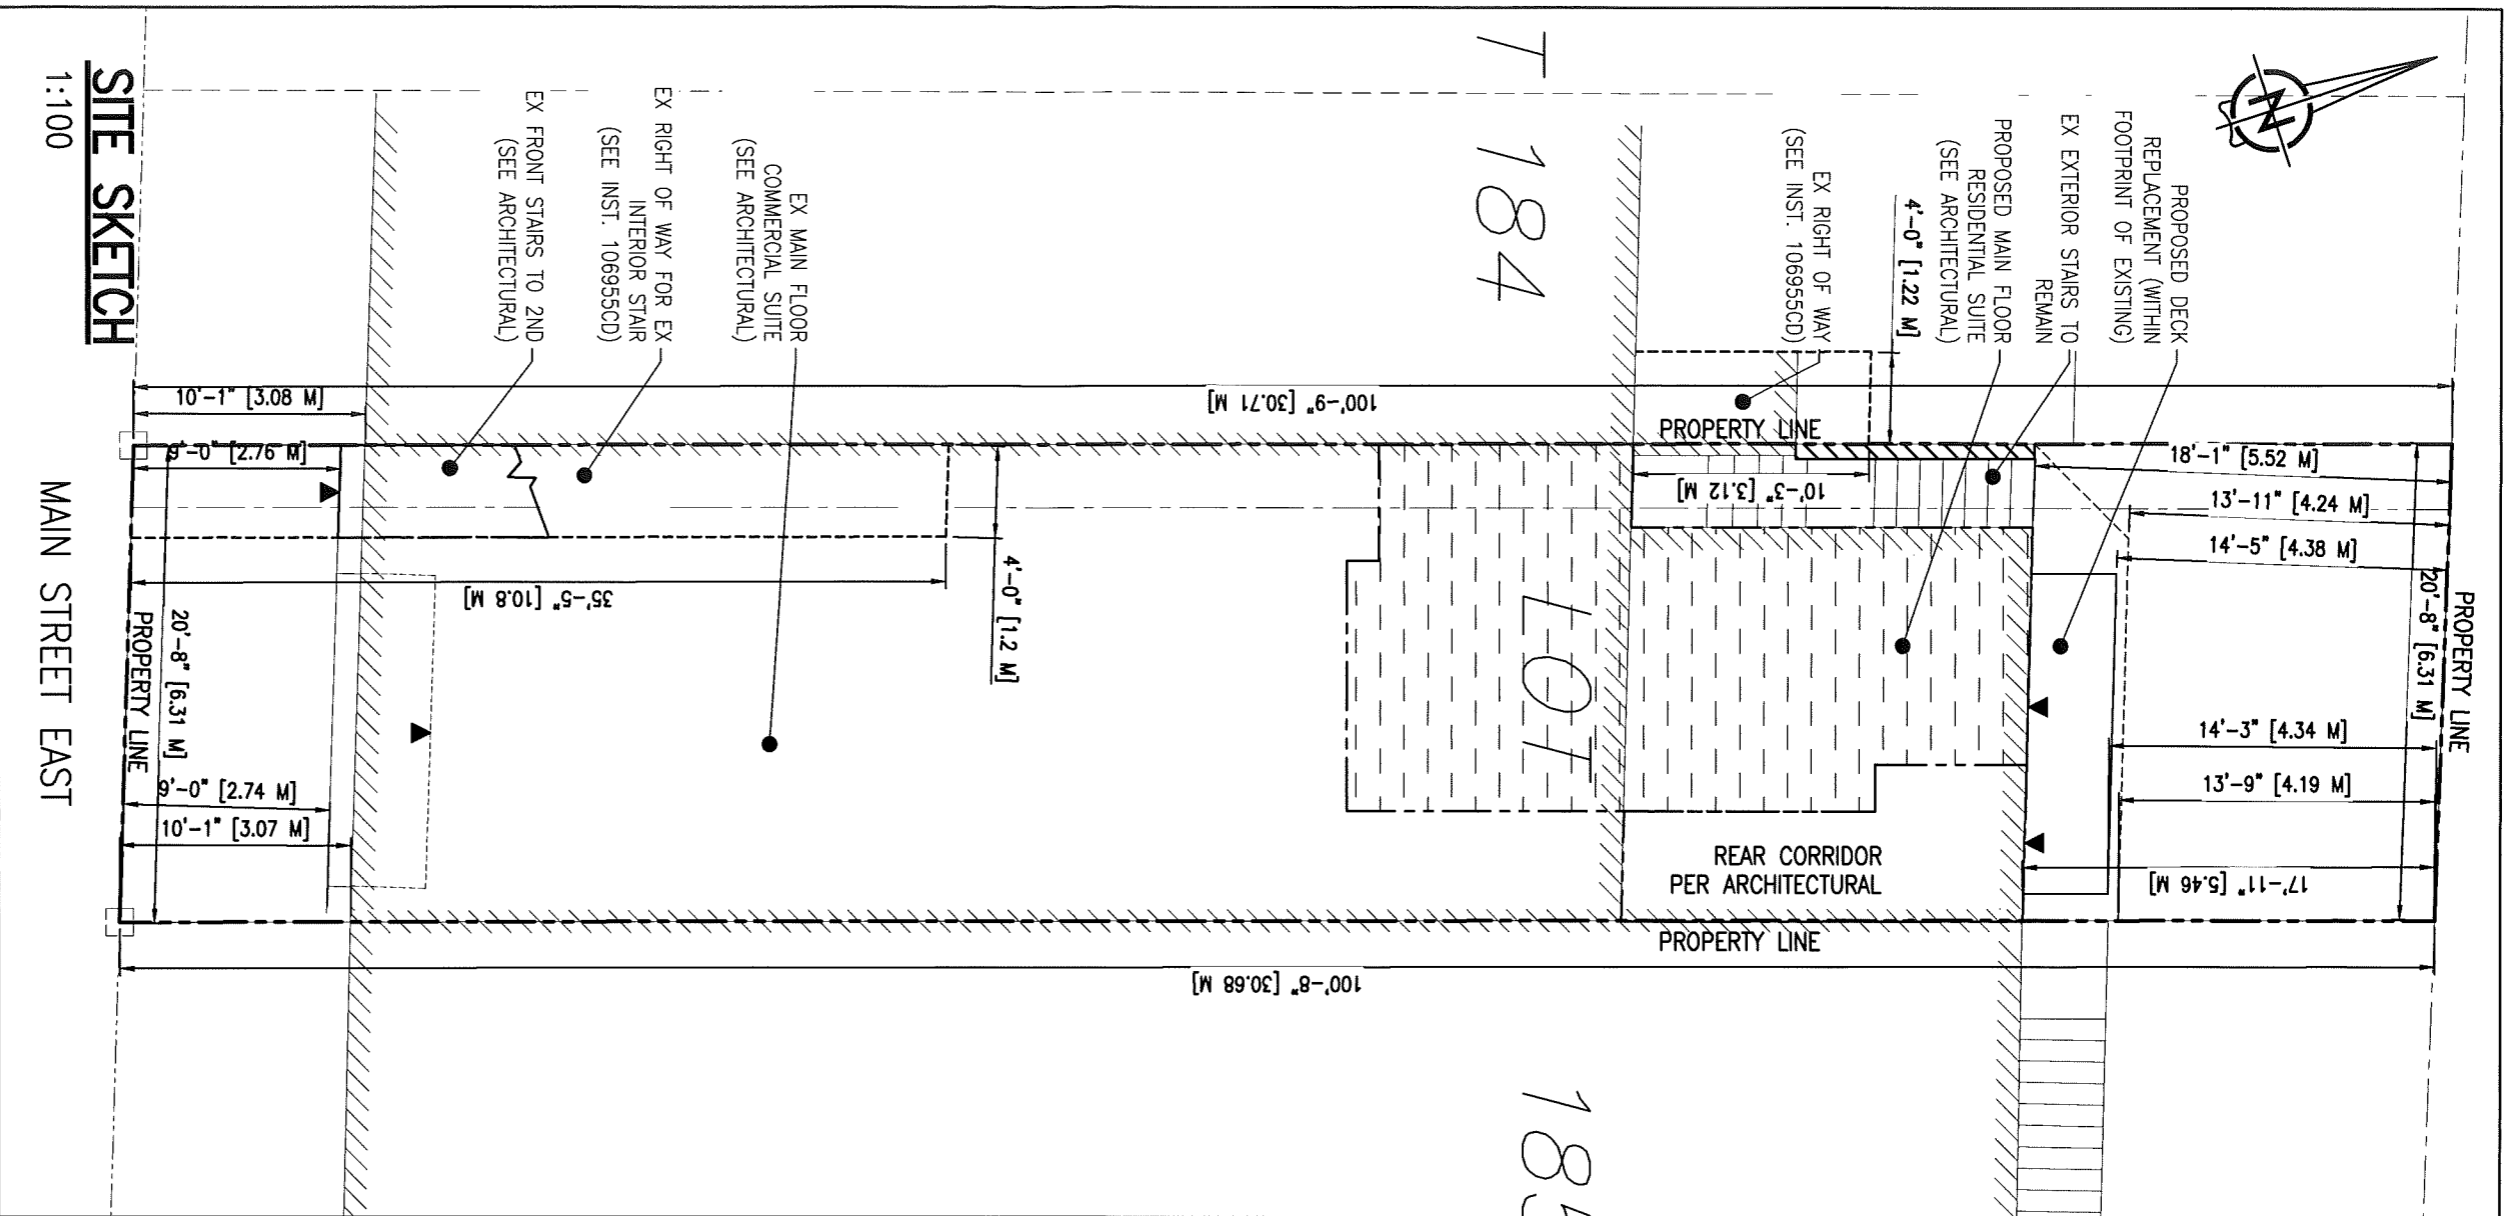 SITE SKETCH
1:100
MAIN STREET EAST
EX FRONT STAIRS TO 2ND
(SEE ARCHITECTURAL)
EX RIGHT OF WAY FOR EX
INTERIOR STAIR
(SEE INST. 106955CD)
EX MAIN FLOOR
COMMERCIAL SUITE
(SEE ARCHITECTURAL)
T
184
EX RIGHT OF WAY
(SEE INST. 106955CD)
4'-0" [1.22 M]
PROPOSED MAIN FLOOR
RESIDENTIAL SUITE
(SEE ARCHITECTURAL)
EX EXTERIOR STAIRS TO
REMAIN
PROPOSED DECK
REPLACEMENT (WITHIN
FOOTPRINT OF EXISTING)
N
10'-1" [3.08 M]
100'-9" [30.71 M]
PROPERTY LINE
9'-0" [2.76 M]
10'-3" [3.12 M]
18'-1" [5.52 M]
13'-11" [4.24 M]
14'-5" [4.38 M]
35'-5" [10.8 M]
4'-0" [1.2 M]
20'-8" [6.31 M]
PROPERTY LINE
LOT
20'-8" [6.31 M]
PROPERTY LINE
14'-3" [4.34 M]
13'-9" [4.19 M]
9'-0" [2.74 M]
10'-1" [3.07 M]
REAR CORRIDOR
PER ARCHITECTURAL
17'-11" [5.46 M]
PROPERTY LINE
100'-8" [30.68 M]